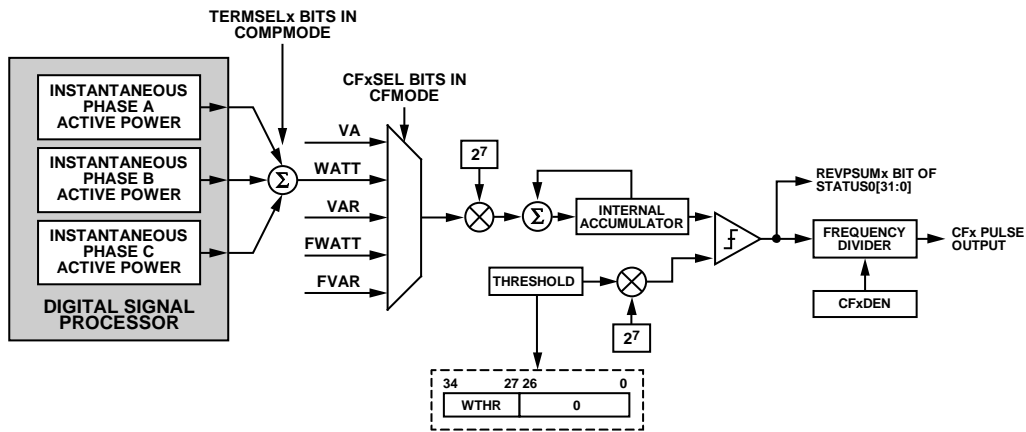 TERMSELx BITS IN
COMPMODE
INSTANTANEOUS
PHASE A
ACTIVE POWER
INSTANTANEOUS
PHASE B
ACTIVE POWER
INSTANTANEOUS
PHASE C
ACTIVE POWER
DIGITAL SIGNAL
PROCESSOR
Σ
CFxSEL BITS IN
CFMODE
VA
WATT
VAR
FWATT
FVAR
27
Σ
INTERNAL
ACCUMULATOR
THRESHOLD
27
34
27 26
0
WTHR
0
REVPSUMx BIT OF
STATUS0[31:0]
FREQUENCY
DIVIDER
CFx PULSE
OUTPUT
CFxDEN